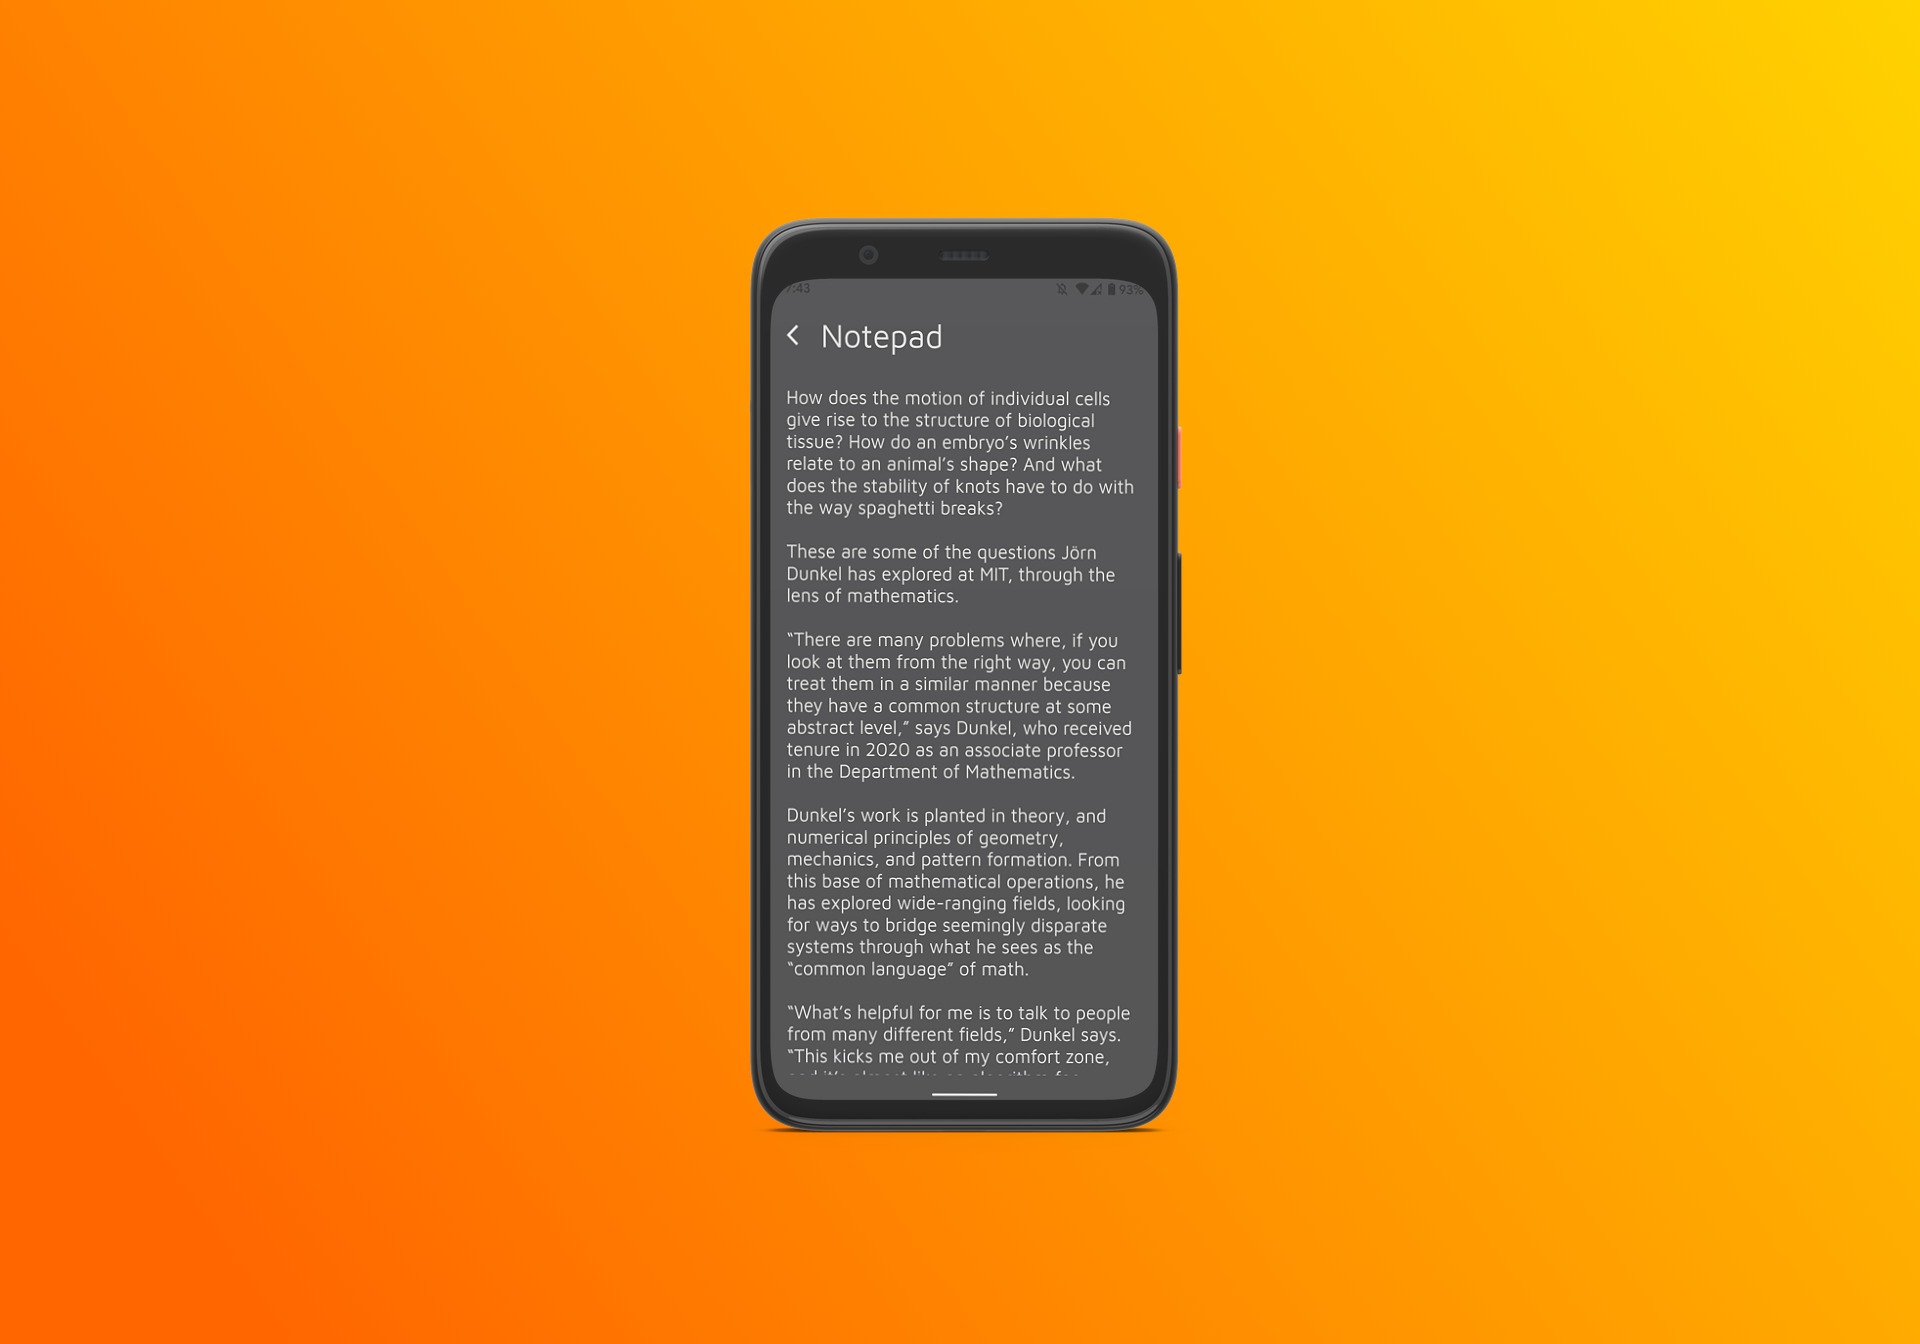 7:43 93%
Notepad
How does the motion of individual cells
give rise to the structure of biological
tissue? How do an embryo’s wrinkles
relate to an animal’s shape? And what
does the stability of knots have to do with
the way spaghetti breaks?
These are some of the questions Jörn
Dunkel has explored at MIT, through the
lens of mathematics.
“There are many problems where, if you
look at them from the right way, you can
treat them in a similar manner because
they have a common structure at some
abstract level,” says Dunkel, who received
tenure in 2020 as an associate professor
in the Department of Mathematics.
Dunkel’s work is planted in theory, and
numerical principles of geometry,
mechanics, and pattern formation. From
this base of mathematical operations, he
has explored wide-ranging fields, looking
for ways to bridge seemingly disparate
systems through what he sees as the
“common language” of math.
“What’s helpful for me is to talk to people
from many different fields,” Dunkel says.
“This kicks me out of my comfort zone,
and it’s almost like an algorithm for